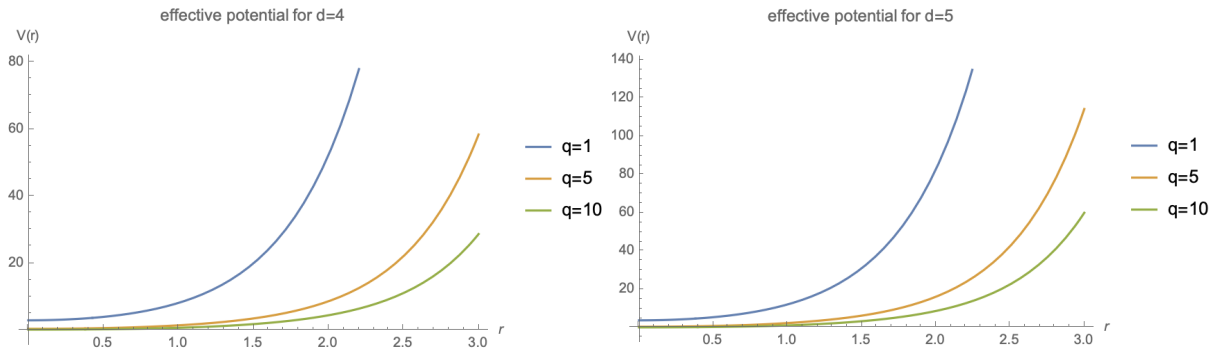 effective potential for d=4
V(r)
80
60
40
20
0.5 1.0 1.5 2.0 2.5 3.0 r
q=1
q=5
q=10
effective potential for d=5
V(r)
140
120
100
80
60
40
20
0.5 1.0 1.5 2.0 2.5 3.0 r
q=1
q=5
q=10